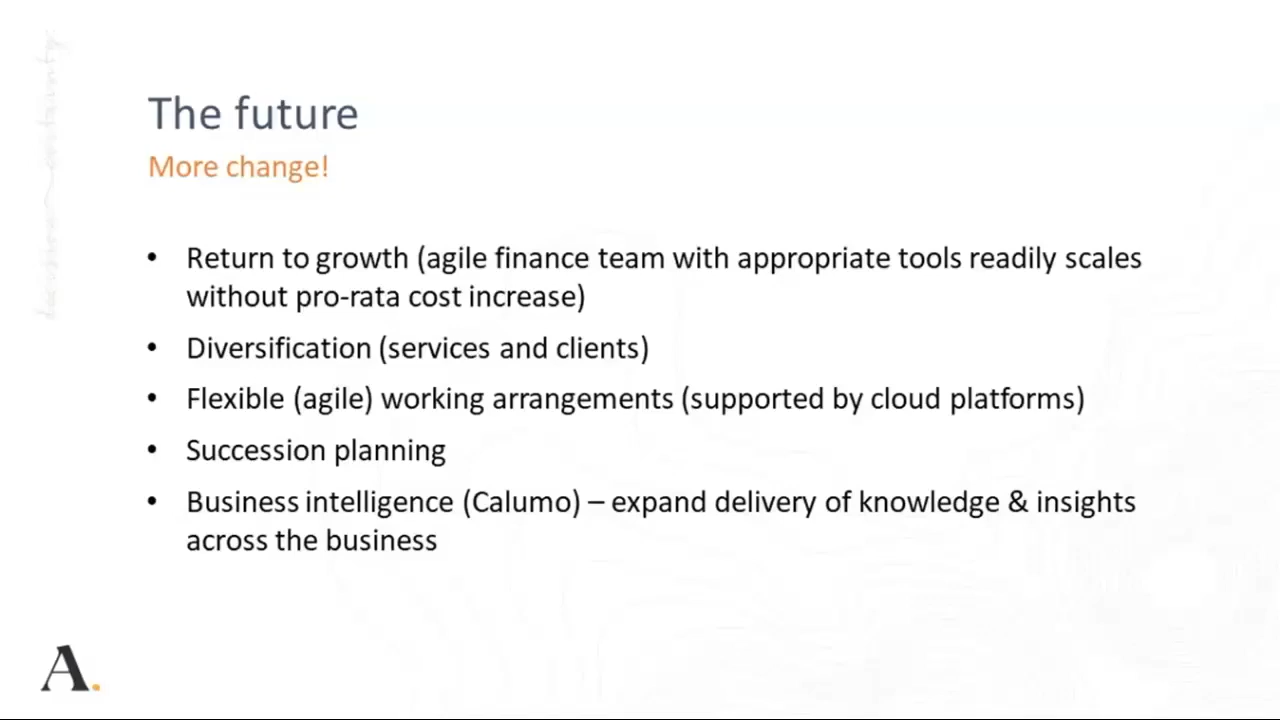 The future
More change!
• Return to growth (agile finance team with appropriate tools readily scales
without pro-rata cost increase)
• Diversification (services and clients)
• Flexible (agile) working arrangements (supported by cloud platforms)
• Succession planning
• Business intelligence (Calumo) – expand delivery of knowledge & insights
across the business
A.